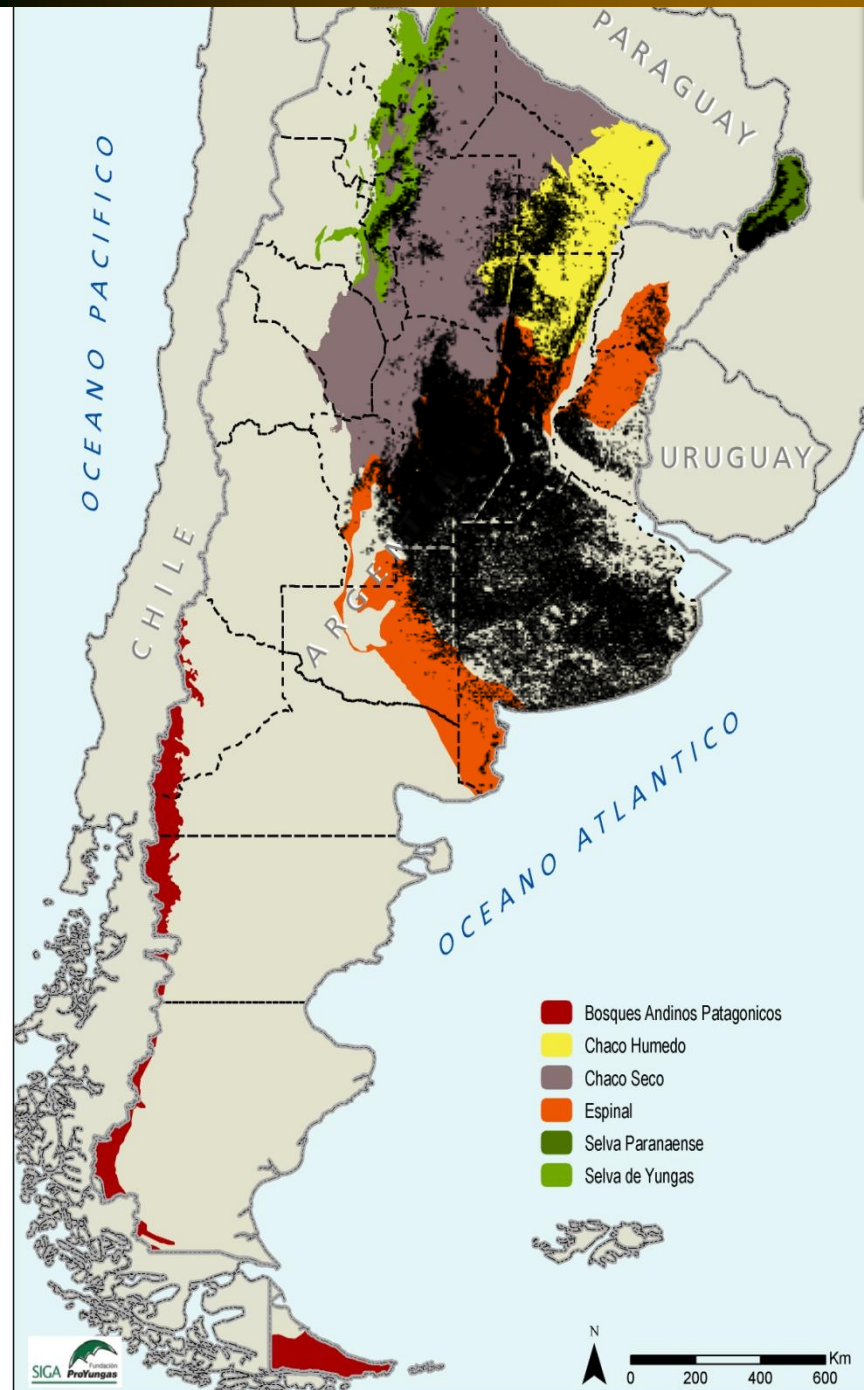 PARAGUAY
OCEANO PACIFICO
URUGUAY
CHILE
ARGENTINA
OCEANO ATLANTICO
Bosques Andinos Patagonicos
Chaco Humedo
Chaco Seco
Espinal
Selva Paranaense
Selva de Yungas
N
Km
0 200 400 600
SIGA
Fundación
ProYungas